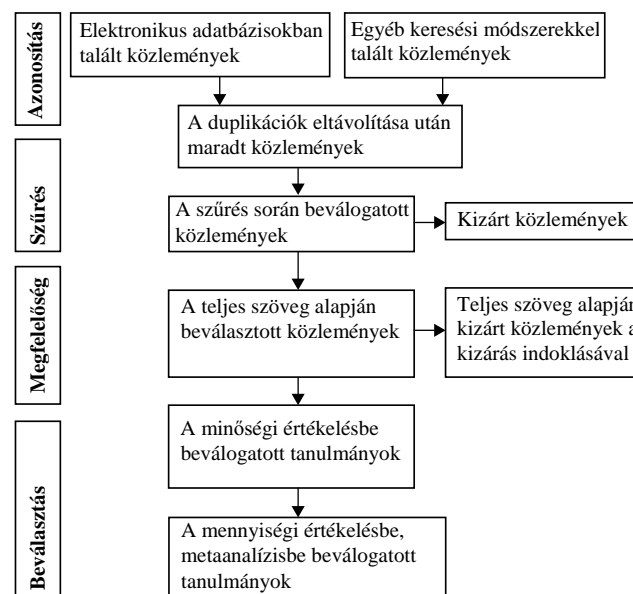 Azonosítás
Elektronikus adatbázisokban
talált közlemények
Egyéb keresési módszerekkel
talált közlemények
A duplikációk eltávolítása után
maradt közlemények
Szűrés
A szűrés során beválogatott
közlemények
Kizárt közlemények
Megfelelőség
A teljes szöveg alapján
beválasztott közlemények
Teljes szöveg alapján
kizárt közlemények a
kizárás indoklásával
Beválasztás
A minőségi értékelésbe
beválogatott tanulmányok
A mennyiségi értékelésbe,
metaanalízisbe beválogatott
tanulmányok